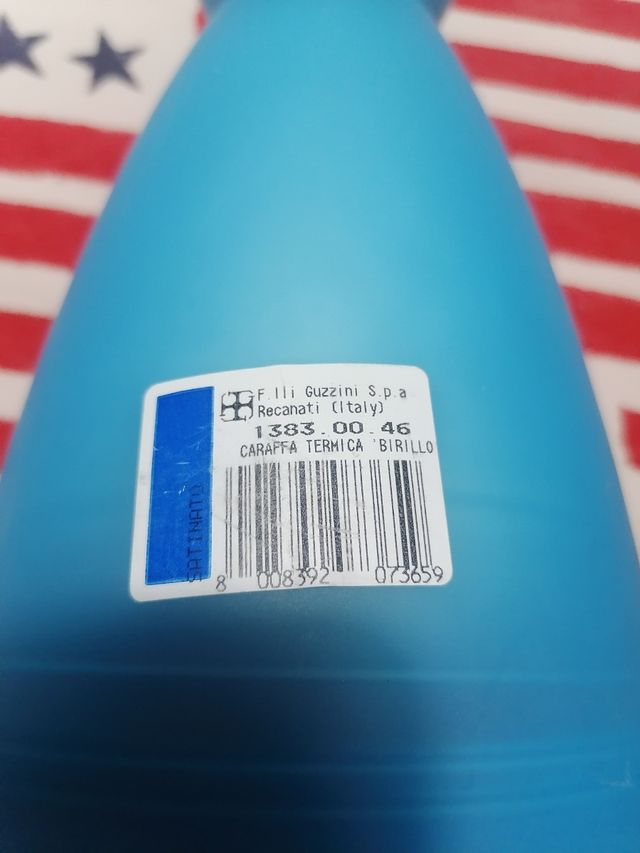 F.lli Guzzini S.p.a
Recanati (Italy)
1383.00.46
CARAFFA TERMICA 'BIRILLO
SATINATO
8 008392 073659